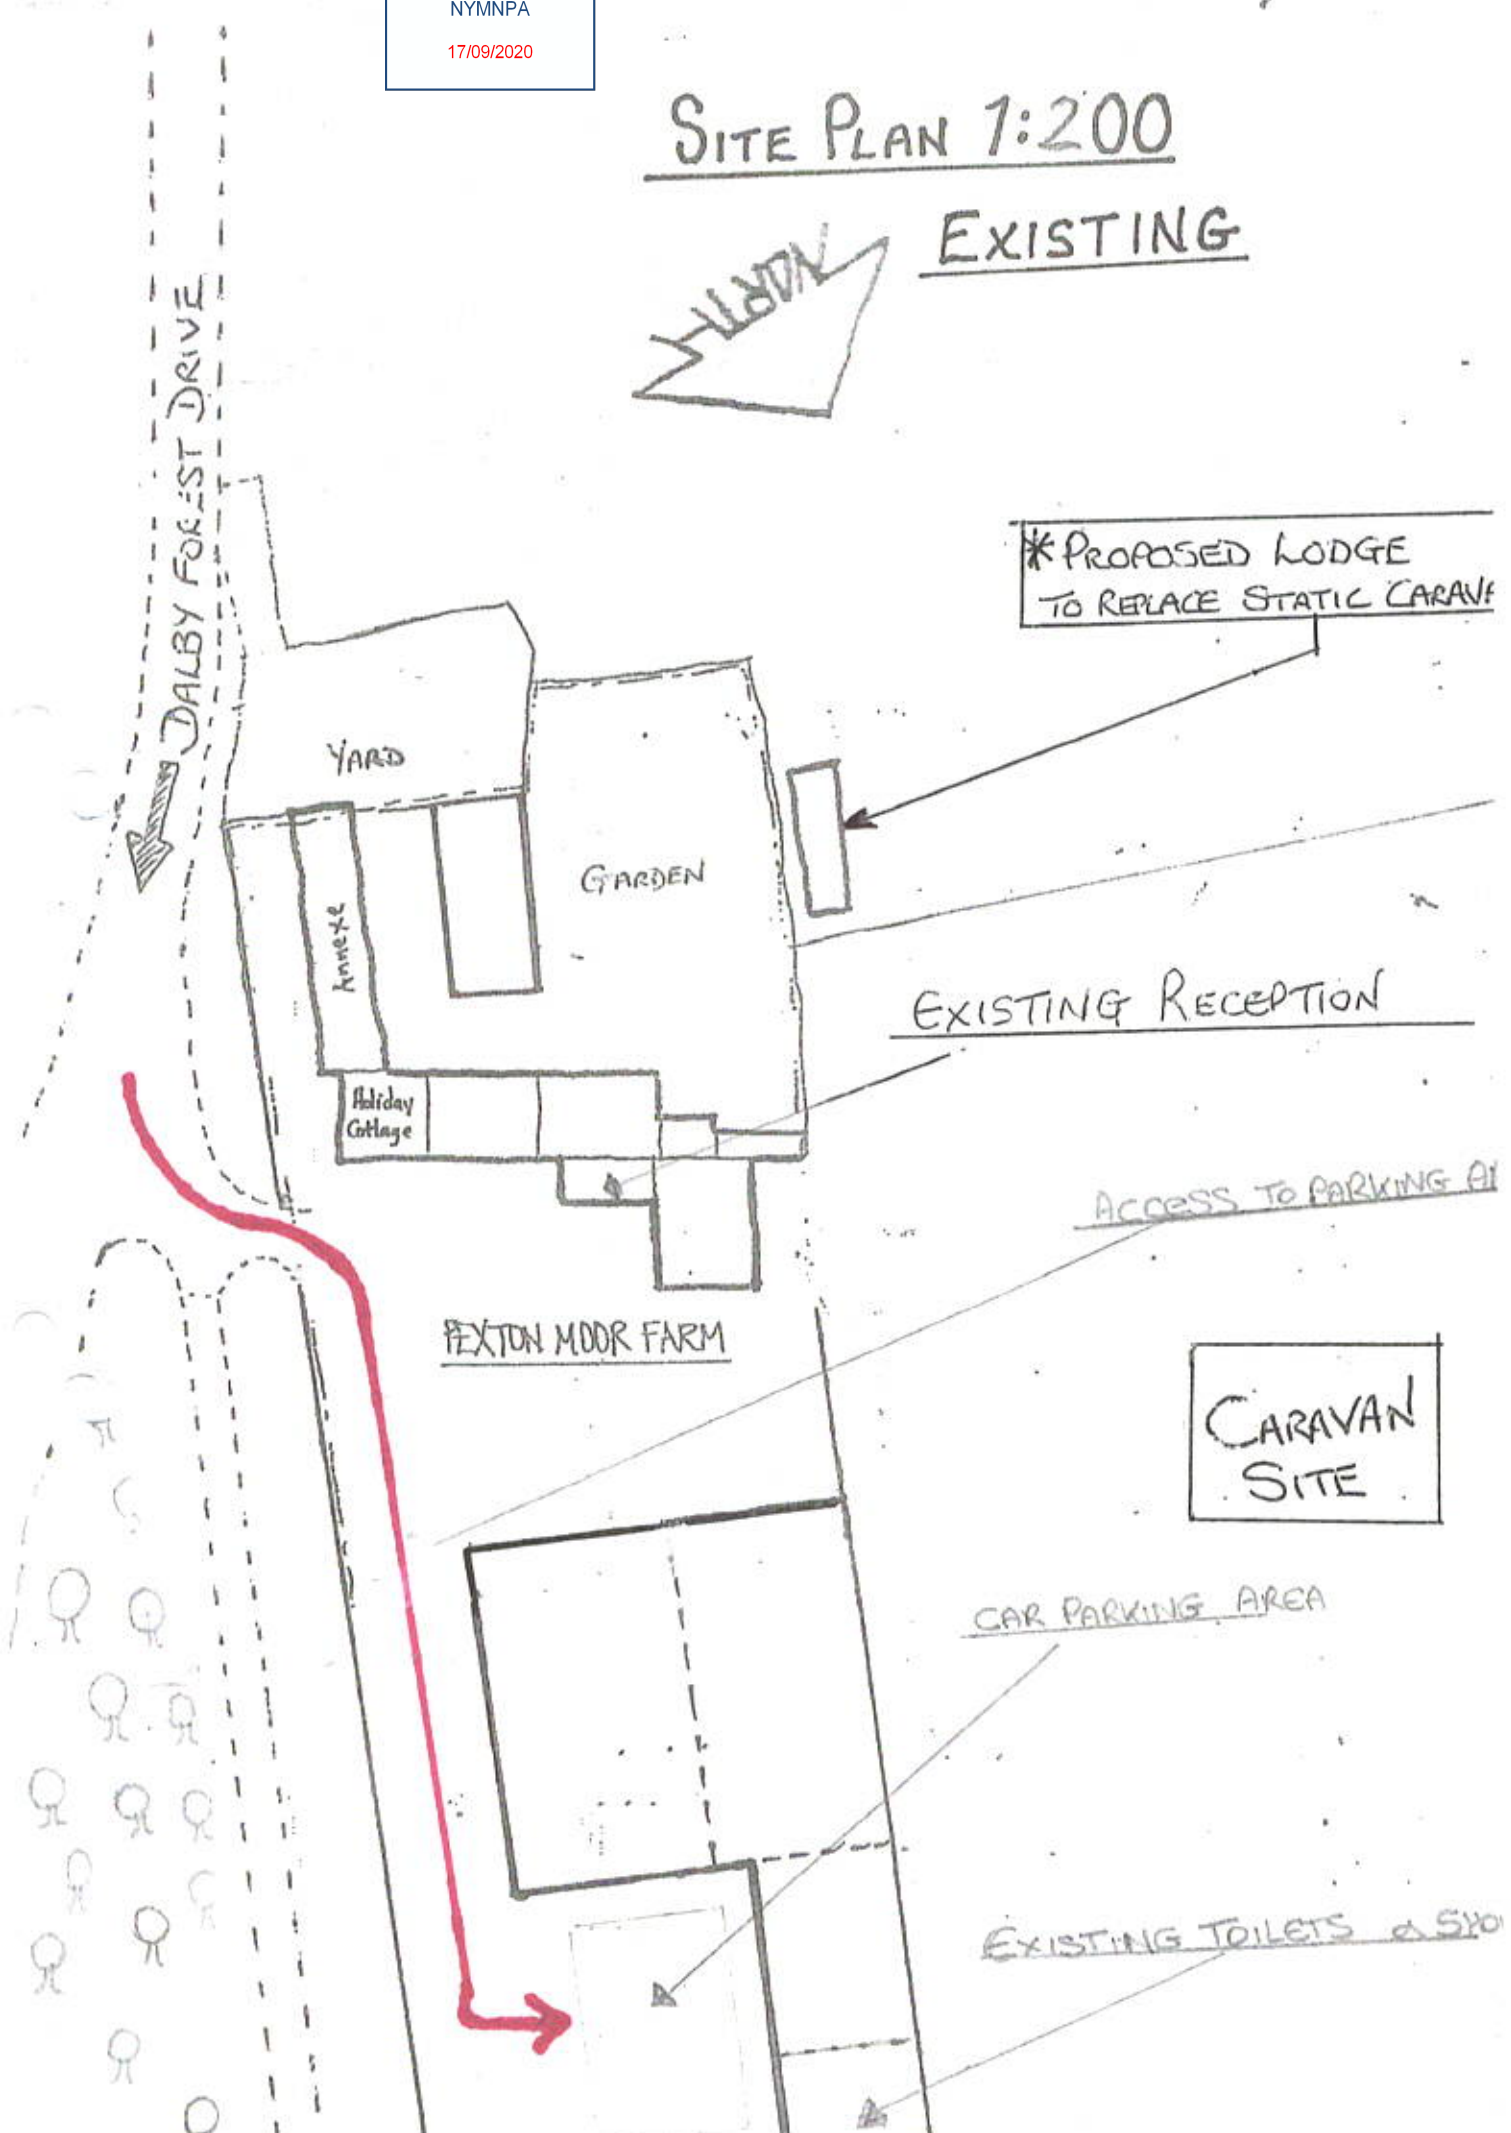 NYMNPA
17/09/2020
SITE PLAN 1:200
EXISTING
NORTH
DALBY FOREST DRIVE
*PROPOSED LODGE
TO REPLACE STATIC CARAVA
YARD
GARDEN
Annexe
EXISTING RECEPTION
Holiday
Cottage
ACCESS TO PARKING
PEXTON MOOR FARM
CARAVAN
SITE
CAR PARKING AREA
EXISTING TOILETS & SHO